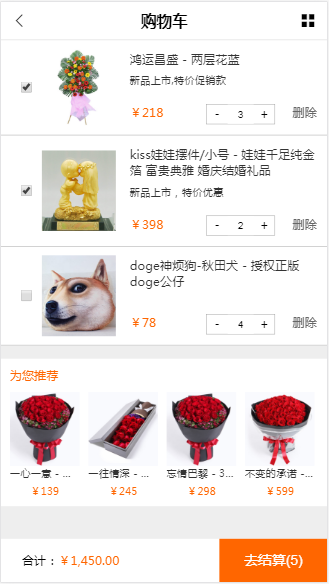 购物车
鸿运昌盛 - 两层花蓝
新品上市,特价促销款
￥218
- 3 +
删除
kiss娃娃摆件/小号 - 娃娃千足纯金
箔 富贵典雅 婚庆结婚礼品
新品上市，特价优惠
￥398
- 2 +
删除
doge神烦狗-秋田犬 - 授权正版
doge公仔
￥78
- 4 +
删除
为您推荐
一心一意 - ...
一往情深 - ...
忘情巴黎 - 3...
不变的承诺 -...
￥139
￥245
￥298
￥599
合计：￥1,450.00
去结算(5)